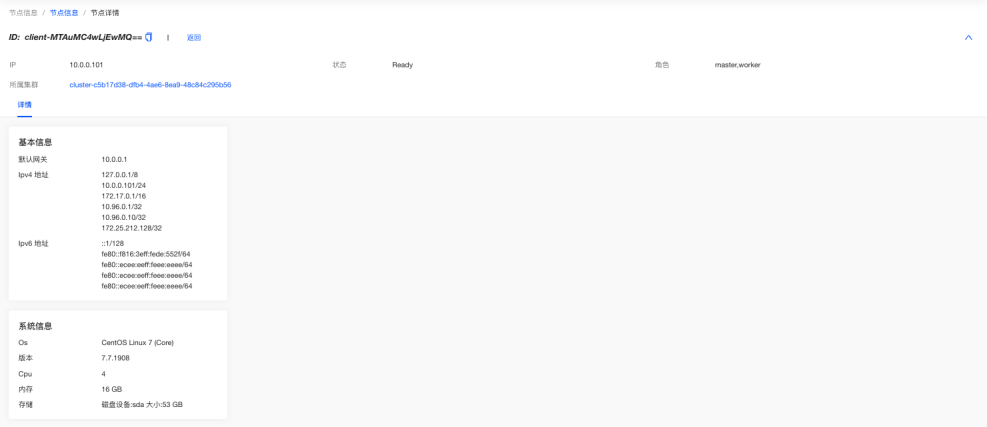 节点信息 / 节点信息 / 节点详情
ID: client-MTAuMC4wLjEwMQ== | 返回
IP 10.0.0.101 状态 Ready 角色 master,worker
所属集群 cluster-c5b17d38-dfb4-4ae6-8ea9-48c84c295b56
详情
基本信息
默认网关 10.0.0.1
Ipv4 地址 127.0.0.1/8
10.0.0.101/24
172.17.0.1/16
10.96.0.1/32
10.96.0.10/32
172.25.212.128/32
Ipv6 地址 ::1/128
fe80::f816:3eff:fede:552f/64
fe80::ecee:eeff:feee:eeee/64
fe80::ecee:eeff:feee:eeee/64
fe80::ecee:eeff:feee:eeee/64
系统信息
Os CentOS Linux 7 (Core)
版本 7.7.1908
Cpu 4
内存 16 GB
存储 磁盘设备:sda 大小:53 GB